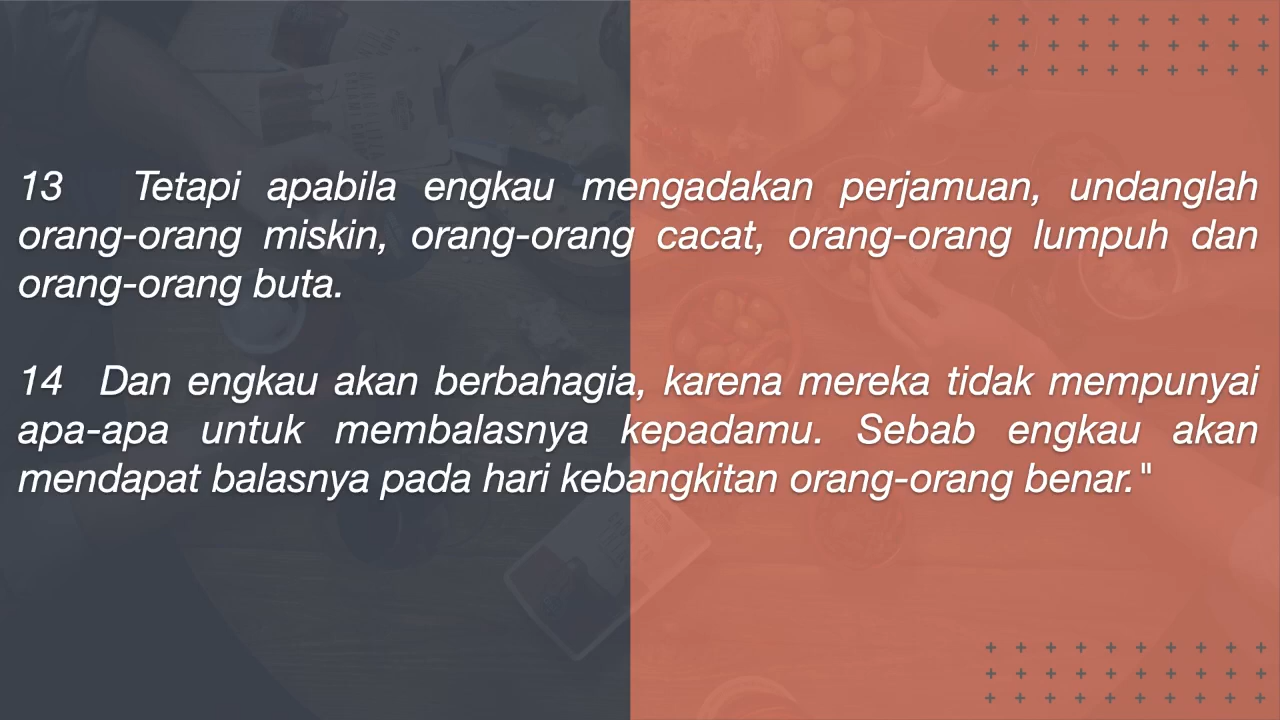 13 Tetapi apabila engkau mengadakan perjamuan, undanglah
orang-orang miskin, orang-orang cacat, orang-orang lumpuh dan
orang-orang buta.
14 Dan engkau akan berbahagia, karena mereka tidak mempunyai
apa-apa untuk membalasnya kepadamu. Sebab engkau akan
mendapat balasnya pada hari kebangkitan orang-orang benar."